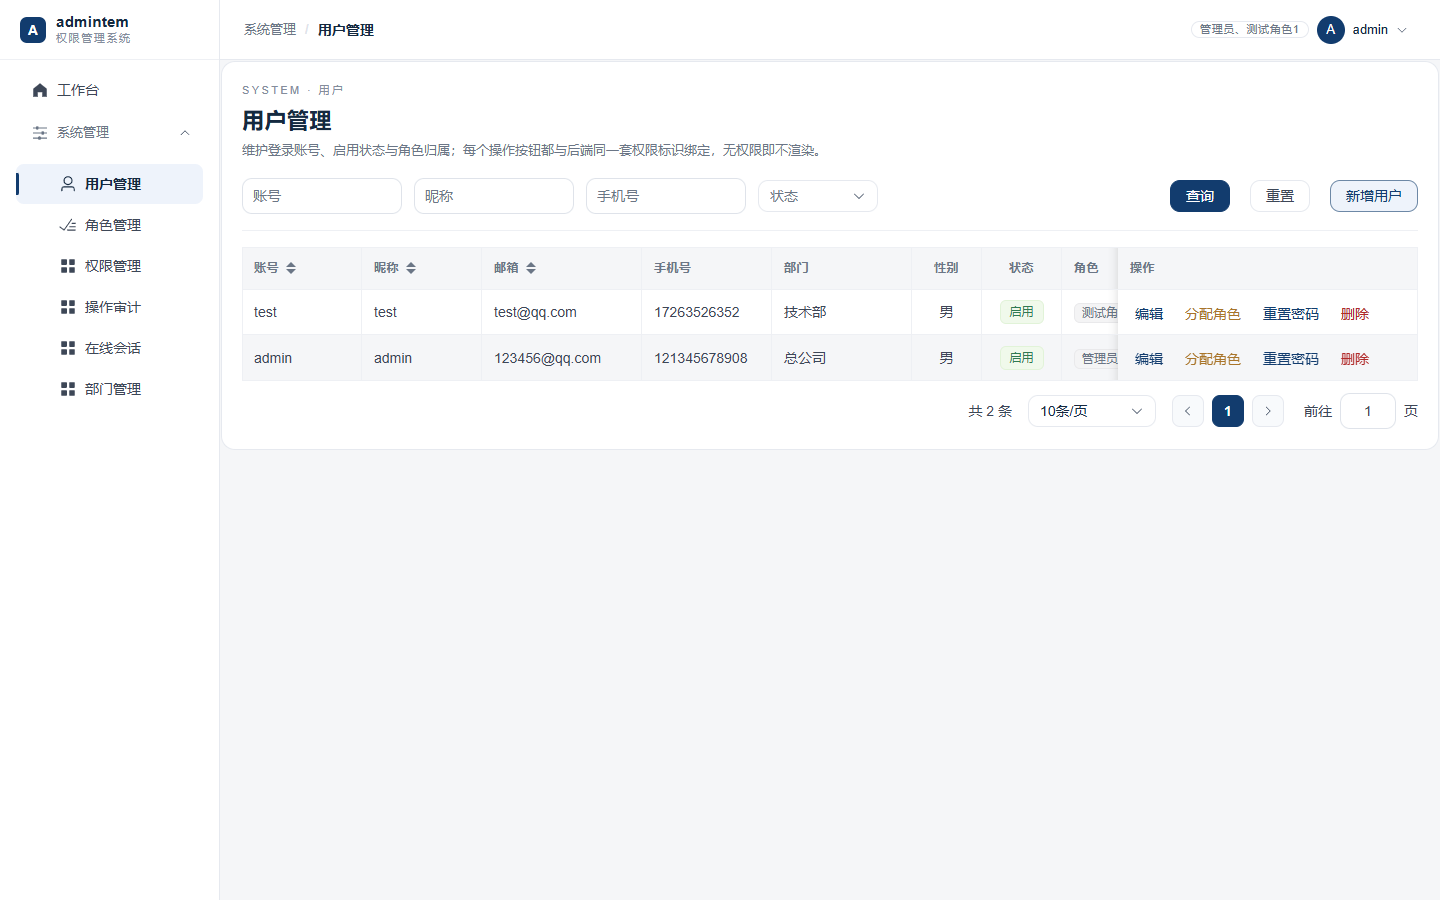 A
admintem
权限管理系统
工作台
系统管理
用户管理
角色管理
权限管理
操作审计
在线会话
部门管理
系统管理 / 用户管理
管理员、测试角色1
A
admin
SYSTEM · 用户
用户管理
维护登录账号、启用状态与角色归属；每个操作按钮都与后端同一套权限标识绑定，无权限即不渲染。
账号 昵称 手机号 状态 查询 重置 新增用户
账号 昵称 邮箱 手机号 部门 性别 状态 角色 操作
test test test@qq.com 17263526352 技术部 男 启用 测试角 编辑 分配角色 重置密码 删除
admin admin 123456@qq.com 121345678908 总公司 男 启用 管理员 编辑 分配角色 重置密码 删除
共 2 条 10条/页 1 前往 1 页